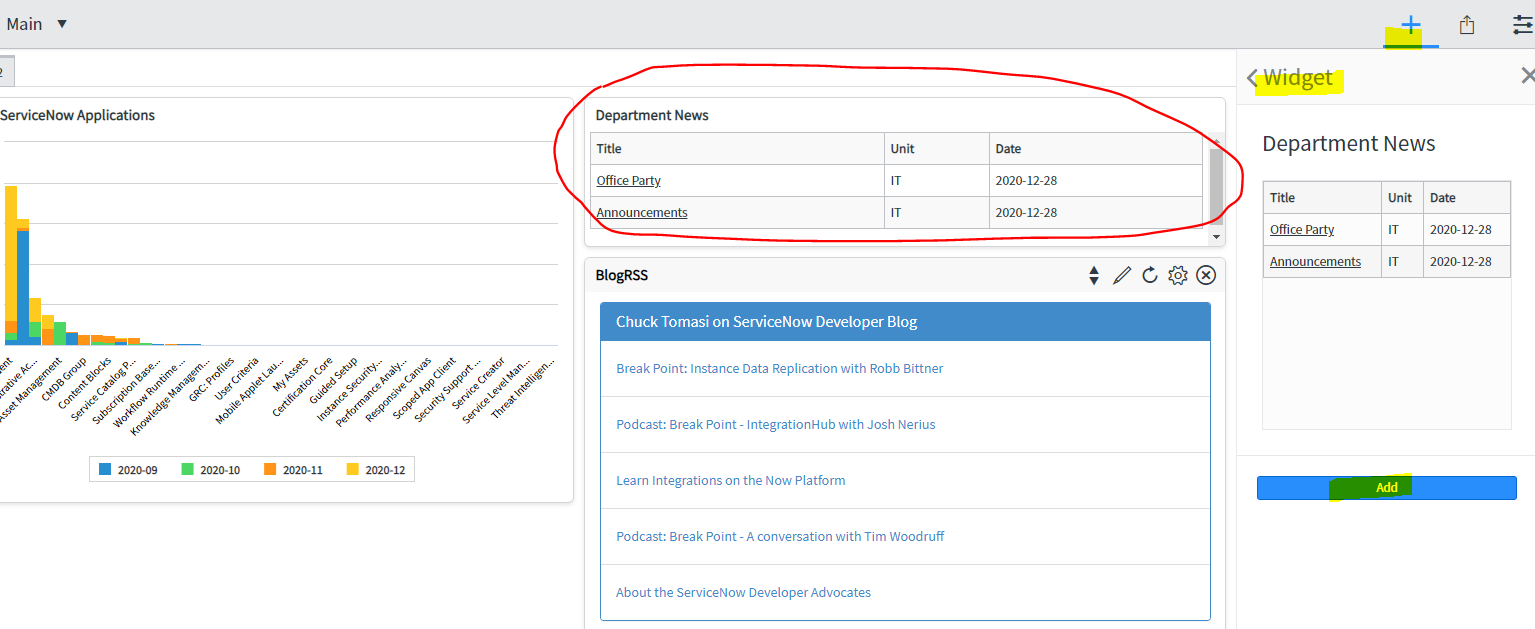 Main
2
Widget
ServiceNow Applications
Department News
Title Unit Date
Office Party IT 2020-12-28
Announcements IT 2020-12-28
BlogRSS
Chuck Tomasi on ServiceNow Developer Blog
Break Point: Instance Data Replication with Robb Bittner
Podcast: Break Point - IntegrationHub with Josh Nerius
Learn Integrations on the Now Platform
Podcast: Break Point - A conversation with Tim Woodruff
About the ServiceNow Developer Advocates
ent
trative Ac...
Asset Management
CMDB Group
Content Blocks
Service Catalog P...
Subscription Base...
Workflow Runtime ...
Knowledge Managem...
GRC: Profiles
User Criteria
Mobile Applet Lau...
My Assets
Certification Core
Guided Setup
Instance Security...
Performance Analy...
Responsive Canvas
Scoped App Client
Security Support ...
Service Creator
Service Level Man...
Threat Intelligen...
2020-09 2020-10 2020-11 2020-12
Department News
Title Unit Date
Office Party IT 2020-12-28
Announcements IT 2020-12-28
Add